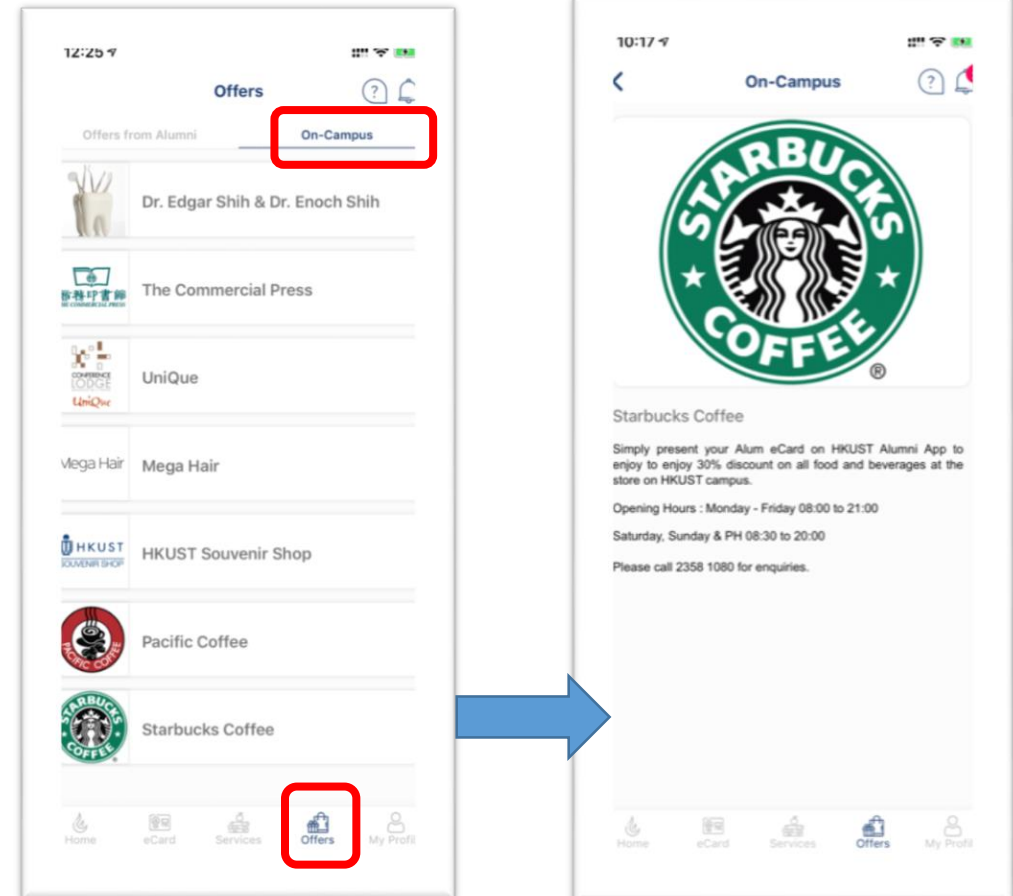 12:25
Offers
?
Offers from Alumni
On-Campus
Dr. Edgar Shih & Dr. Enoch Shih
商務印書館
THE COMMERCIAL PRESS
The Commercial Press
CONFERENCE
LODGE
UniQue
UniQue
Mega Hair
Mega Hair
HKUST
SOUVENIR SHOP
HKUST Souvenir Shop
PACIFIC COFFEE
Pacific Coffee
STARBUCKS
COFFEE
Starbucks Coffee
Home
eCard
Services
Offers
My Profil
10:17
On-Campus
?
STARBUCKS
COFFEE
®
Starbucks Coffee
Simply present your Alum eCard on HKUST Alumni App to
enjoy to enjoy 30% discount on all food and beverages at the
store on HKUST campus.
Opening Hours : Monday - Friday 08:00 to 21:00
Saturday, Sunday & PH 08:30 to 20:00
Please call 2358 1080 for enquiries.
Home
eCard
Services
Offers
My Profil